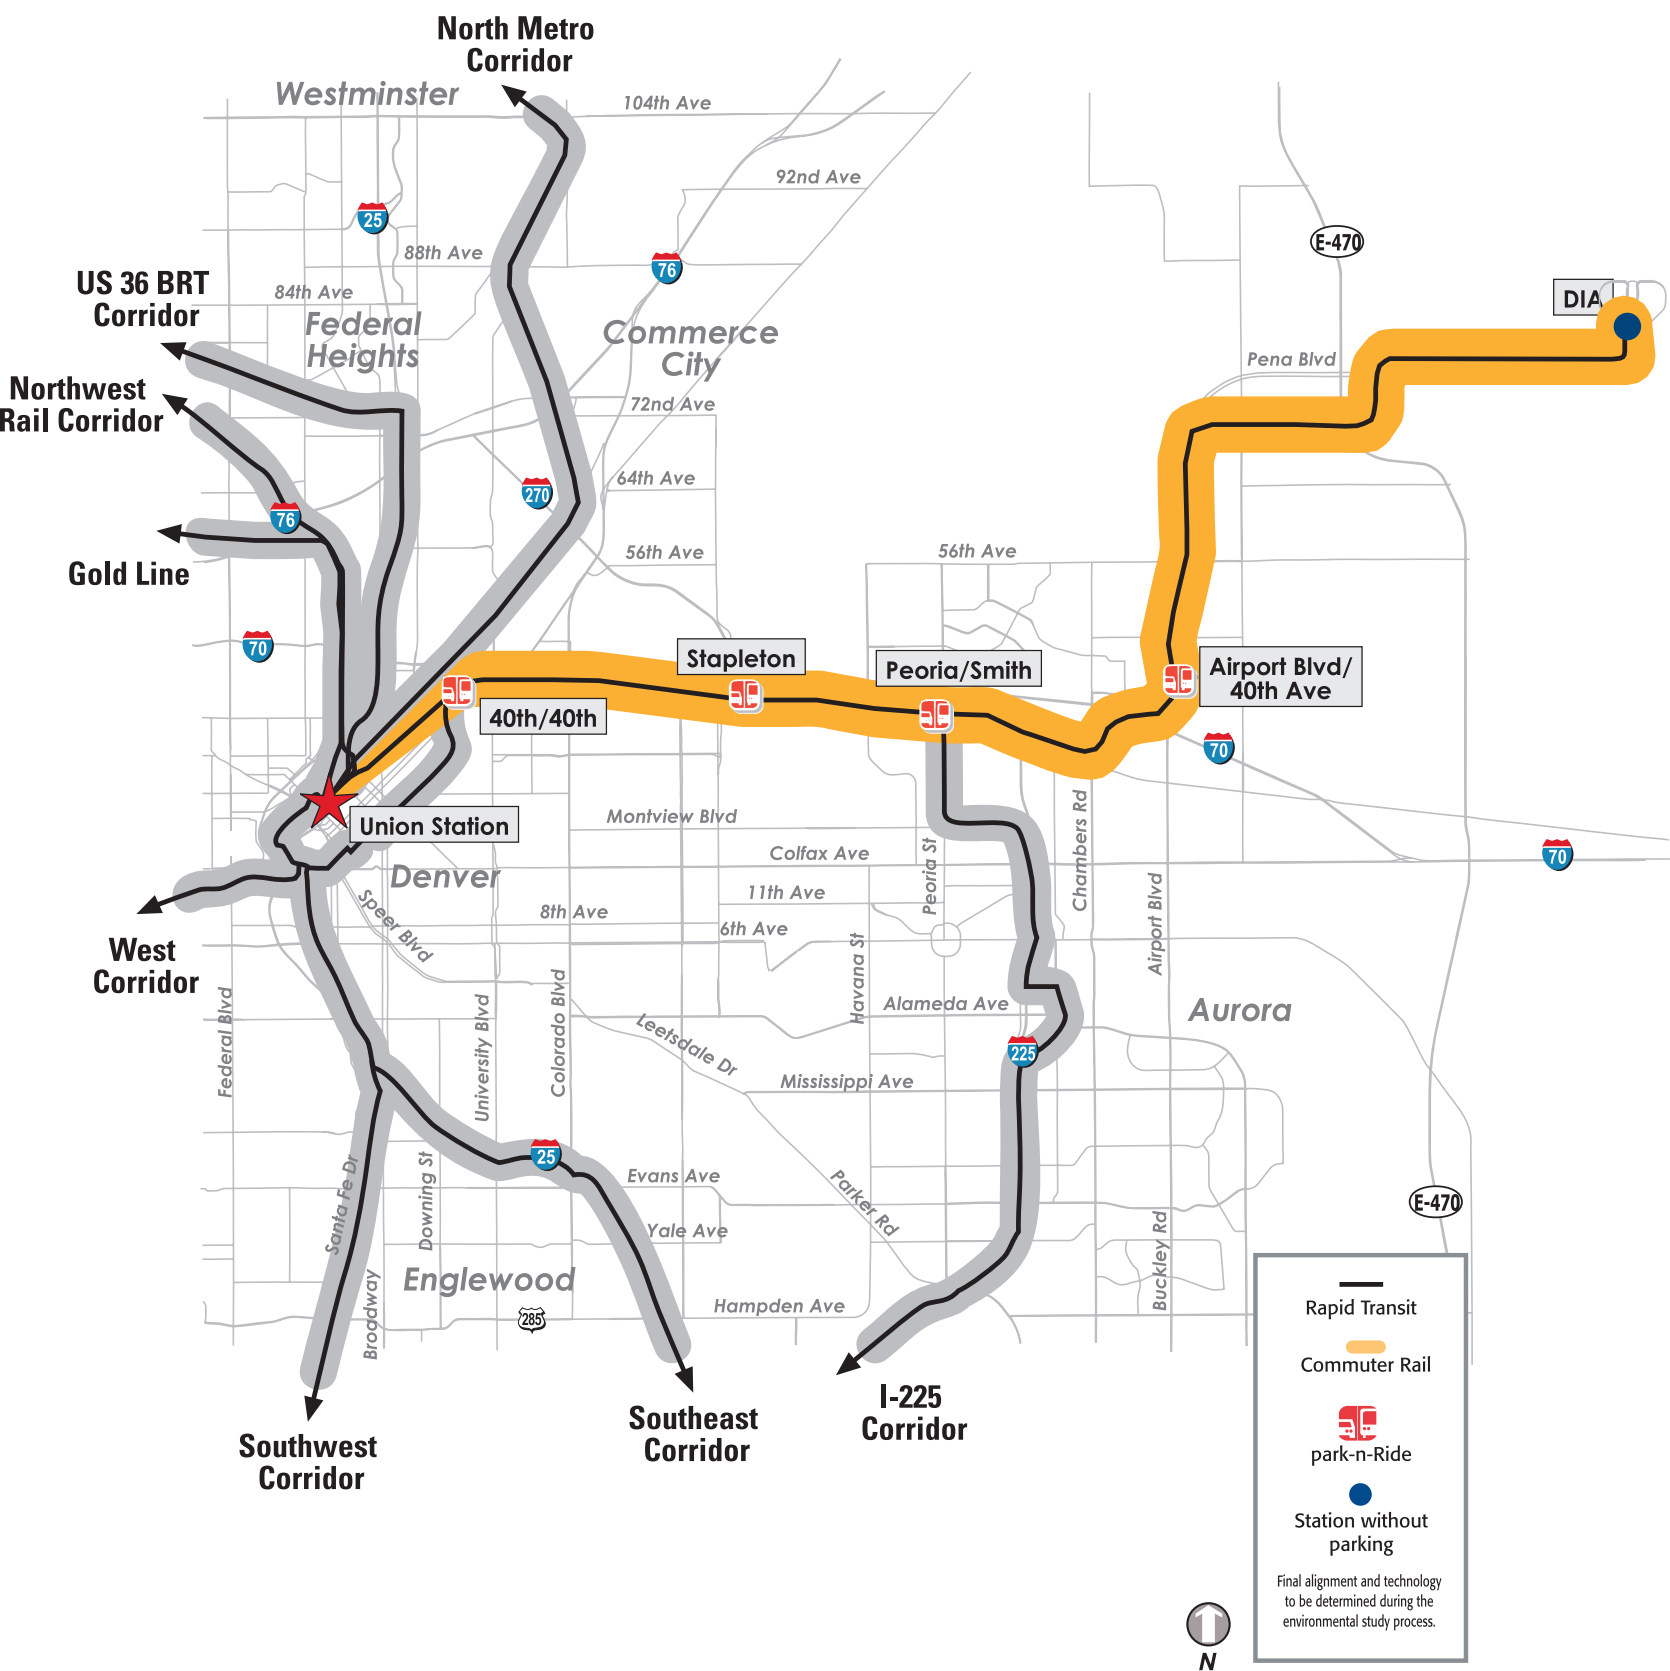 North Metro
Corridor
Westminster
104th Ave
92nd Ave
25
88th Ave
76
E-470
US 36 BRT
Corridor
84th Ave
DIA
Federal
Heights
Commerce
City
Pena Blvd
Northwest
Rail Corridor
72nd Ave
64th Ave
270
76
56th Ave
56th Ave
Gold Line
70
Stapleton
Peoria/Smith
Airport Blvd/
40th Ave
40th/40th
70
Union Station
Montview Blvd
Colfax Ave
70
Denver
Peoria St
Chambers Rd
11th Ave
8th Ave
6th Ave
Speer Blvd
Airport Blvd
West
Corridor
Federal Blvd
University Blvd
Colorado Blvd
Havana St
Alameda Ave
Aurora
Leetsdale Dr
225
Mississippi Ave
25
Evans Ave
Santa Fe Dr
Downing St
Parker Rd
Yale Ave
E-470
Buckley Rd
Englewood
Broadway
285
Hampden Ave
Rapid Transit
Commuter Rail
park-n-Ride
Station without
parking
Final alignment and technology
to be determined during the
environmental study process.
I-225
Corridor
Southeast
Corridor
Southwest
Corridor
N